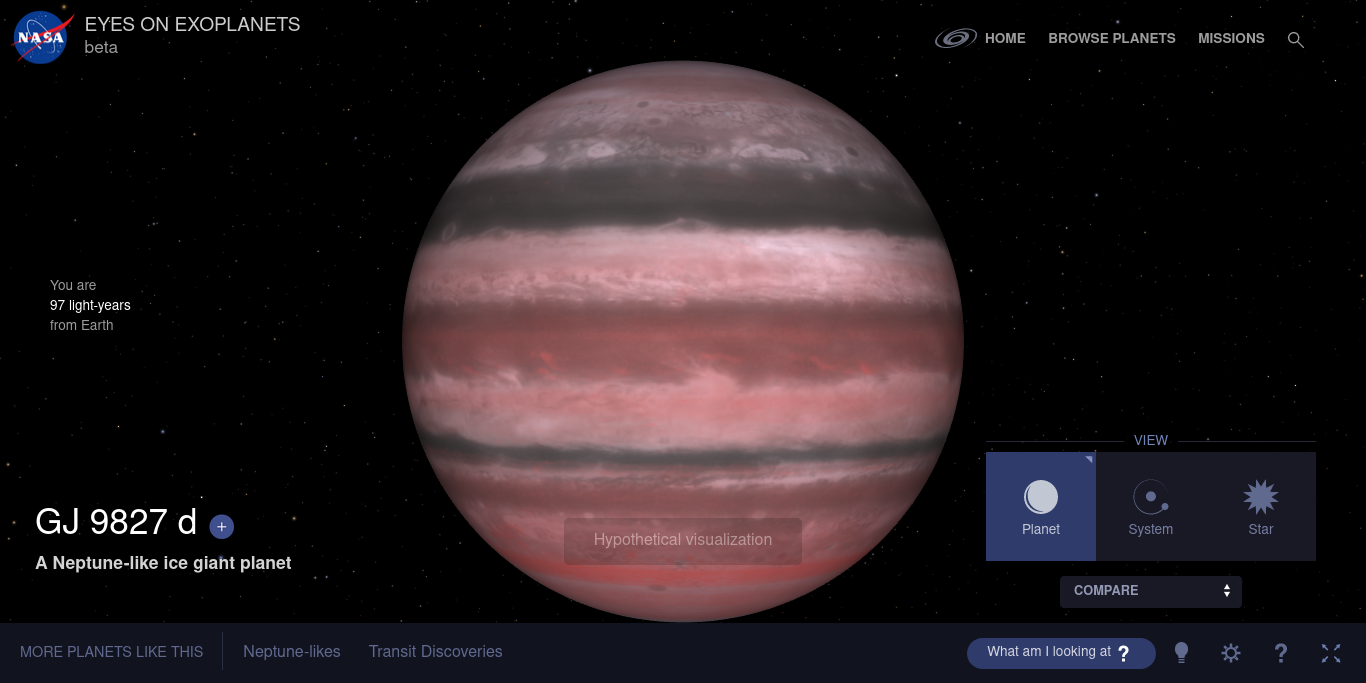 NASA
EYES ON EXOPLANETS
beta
HOME
BROWSE PLANETS
MISSIONS
You are
97 light-years
from Earth
VIEW
Planet
System
Star
GJ 9827 d +
A Neptune-like ice giant planet
Hypothetical visualization
COMPARE
MORE PLANETS LIKE THIS
Neptune-likes
Transit Discoveries
What am I looking at ?
?